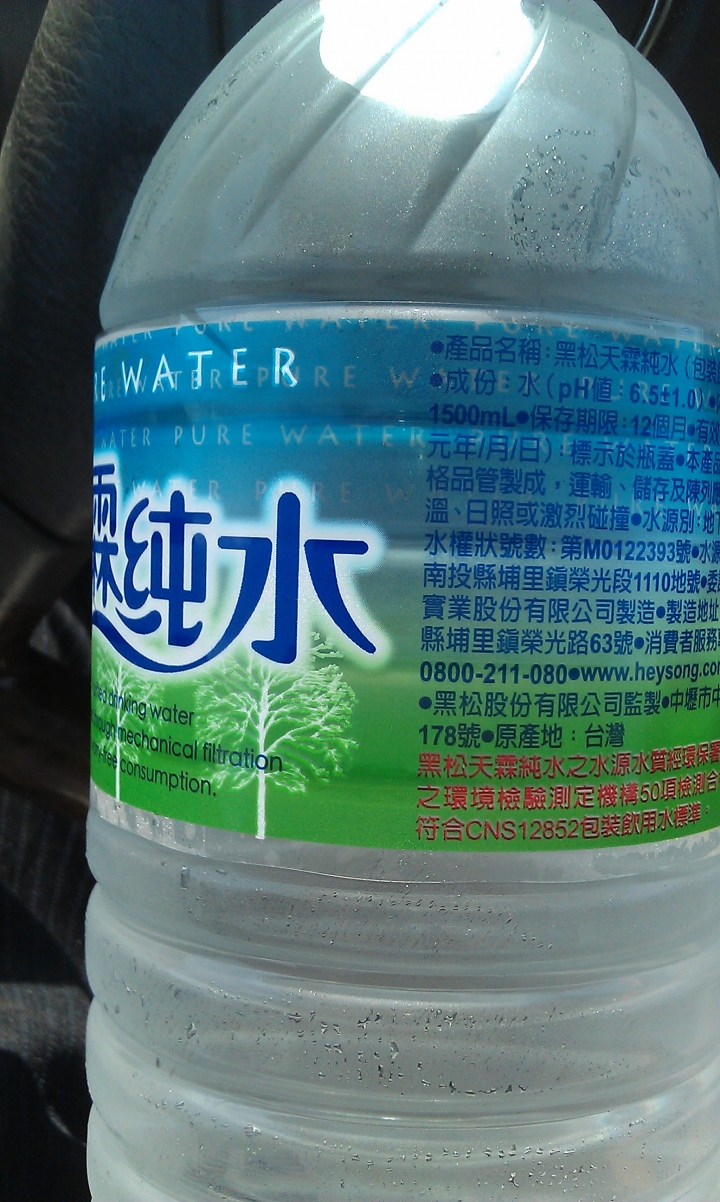 WATER PURE WATER PURE WATER
RE WATER
PURE WATER PURE WATER
WATER PURE WATER PURE WATER
霖純水
drinking water
mechanical filtration
free consumption.
●產品名稱：黑松天霖純水（包裝
●成份：水（pH值：6.5±1.0）●
1500mL●保存期限：12個月●有效
元年/月/日）：標示於瓶蓋●本產品
格品管製成，運輸、儲存及陳列
溫、日照或激烈碰撞●水源別：地下
水權狀號數：第M0122393號●水源
南投縣埔里鎮榮光段1110地號●委
實業股份有限公司製造●製造地址
縣埔里鎮榮光路63號●消費者服務
0800-211-080●www.heysong.com
●黑松股份有限公司監製●中壢市中
178號●原產地：台灣
黑松天霖純水之水源水質經環保署
之環境檢驗測定機構50項檢測合
符合CNS12852包裝飲用水標準。